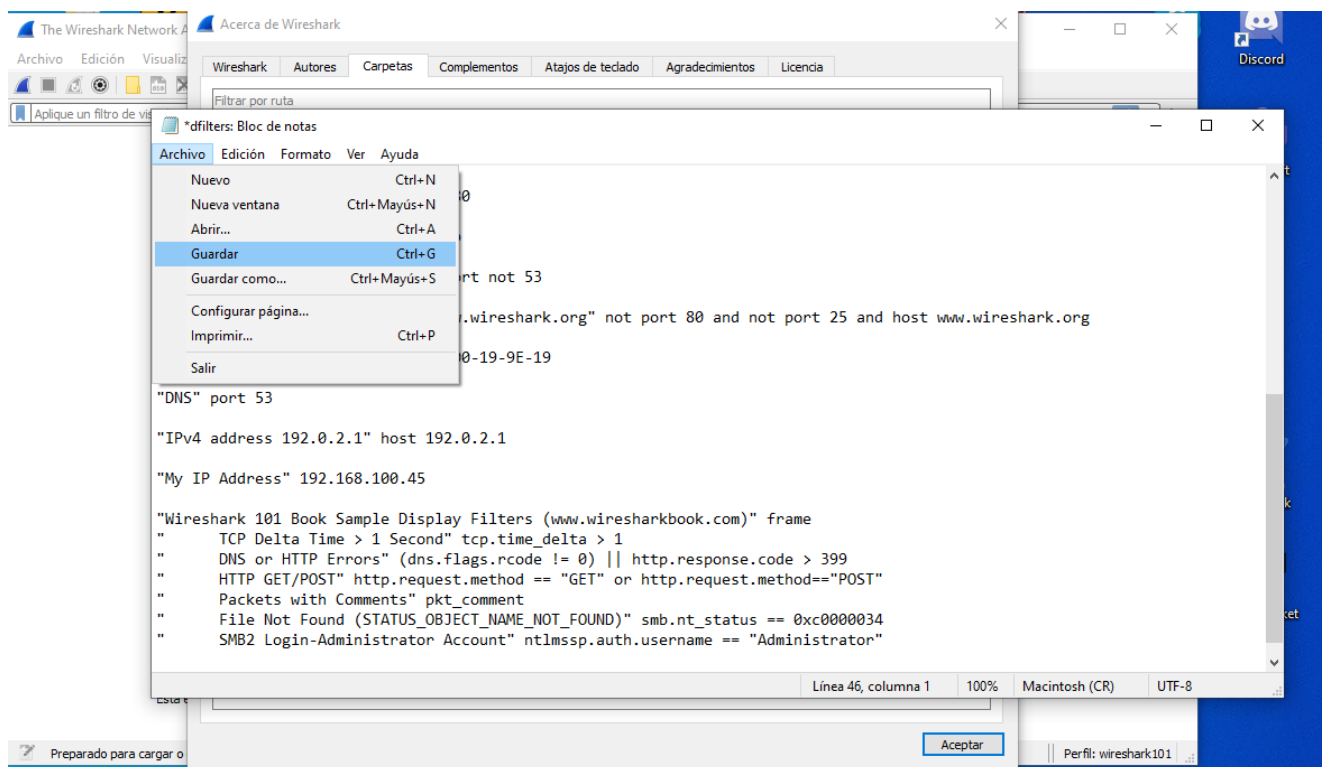 The Wireshark Network A
Acerca de Wireshark
Discord
Archivo Edición Visualiz
Wireshark Autores Carpetas Complementos Atajos de teclado Agradecimientos Licencia
Filtrar por ruta
Aplique un filtro de vis
*dfilters: Bloc de notas
Archivo Edición Formato Ver Ayuda
Nuevo Ctrl+N
Nueva ventana Ctrl+Mayús+N
Abrir... Ctrl+A
Guardar Ctrl+G
Guardar como... Ctrl+Mayús+S
Configurar página...
Imprimir... Ctrl+P
Salir
rt not 53
.wireshark.org" not port 80 and not port 25 and host www.wireshark.org
0-19-9E-19
"DNS" port 53
"IPv4 address 192.0.2.1" host 192.0.2.1
"My IP Address" 192.168.100.45
"Wireshark 101 Book Sample Display Filters (www.wiresharkbook.com)" frame
" TCP Delta Time > 1 Second" tcp.time_delta > 1
" DNS or HTTP Errors" (dns.flags.rcode != 0) || http.response.code > 399
" HTTP GET/POST" http.request.method == "GET" or http.request.method=="POST"
" Packets with Comments" pkt_comment
" File Not Found (STATUS_OBJECT_NAME_NOT_FOUND)" smb.nt_status == 0xc0000034
" SMB2 Login-Administrator Account" ntlmssp.auth.username == "Administrator"
Línea 46, columna 1 100% Macintosh (CR) UTF-8
Aceptar
Preparado para cargar o
Perfil: wireshark101